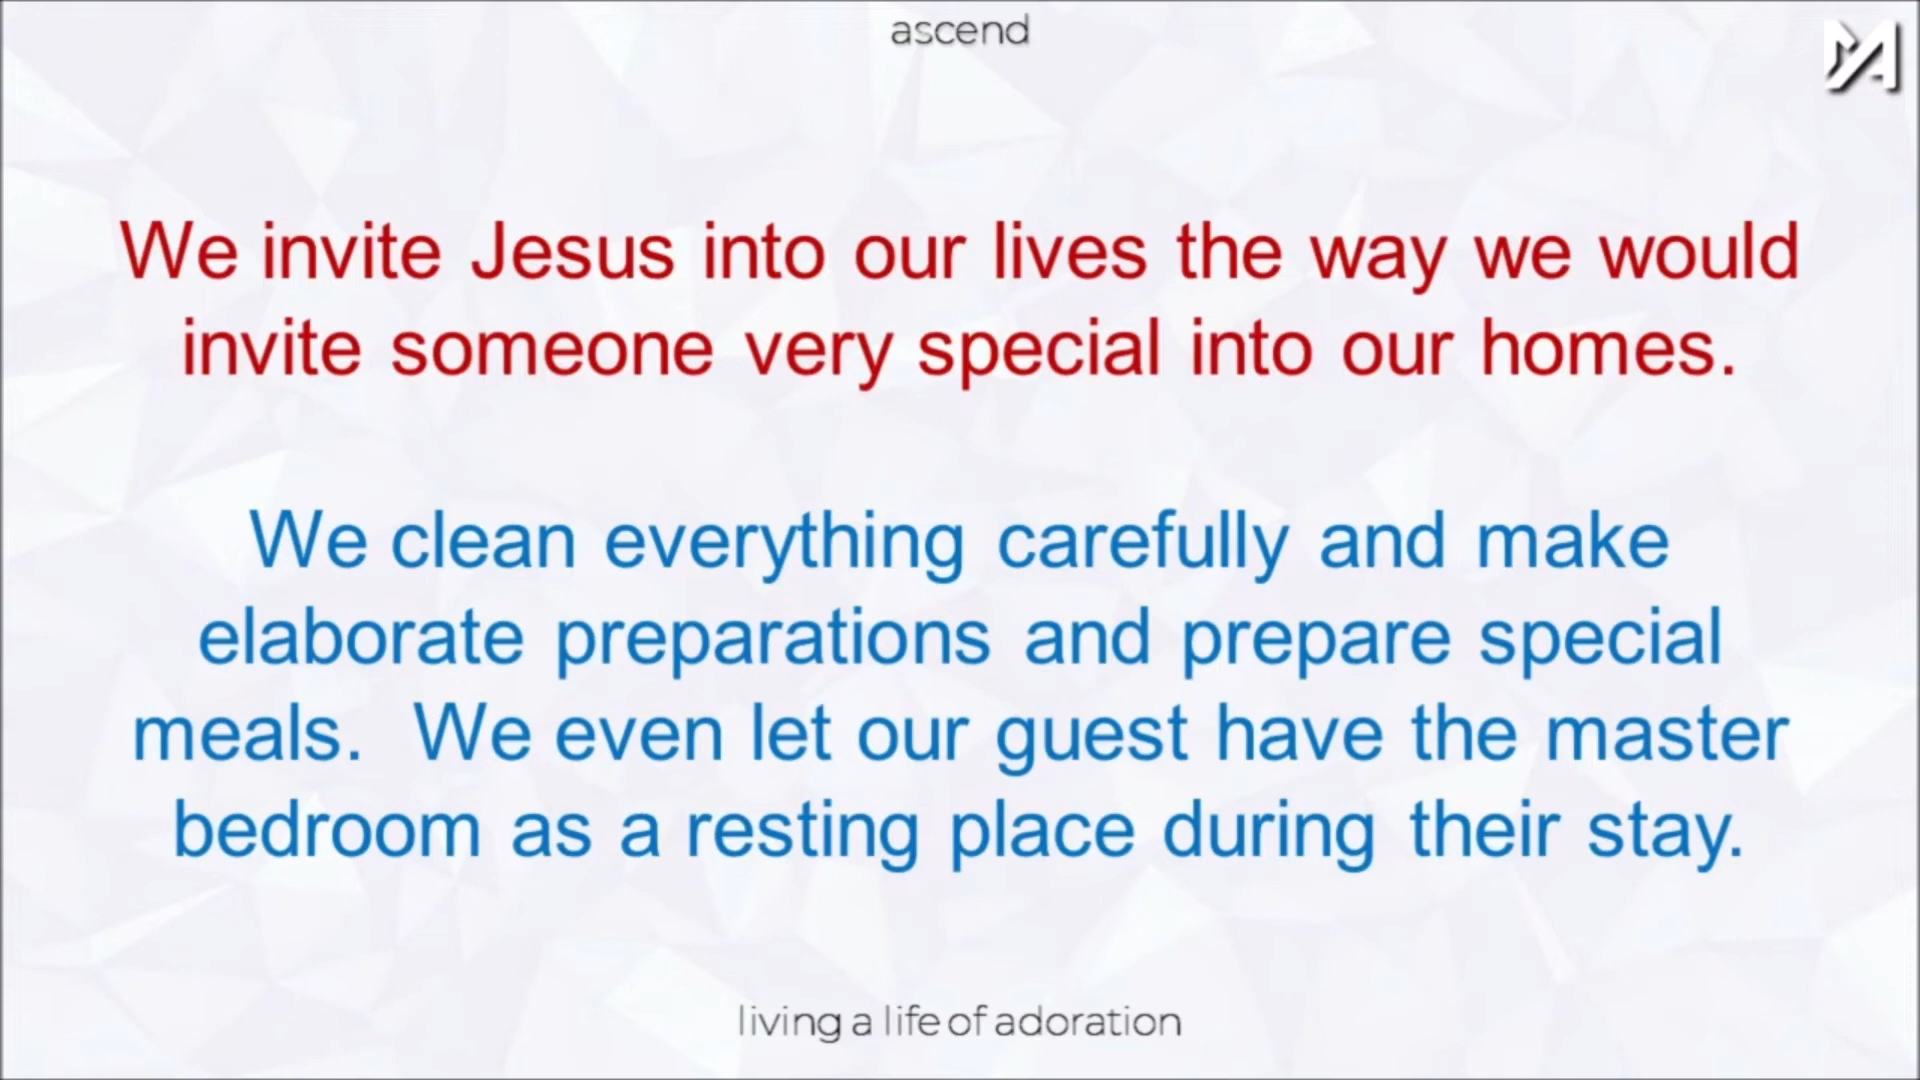 ascend
We invite Jesus into our lives the way we would
invite someone very special into our homes.
We clean everything carefully and make
elaborate preparations and prepare special
meals.  We even let our guest have the master
bedroom as a resting place during their stay.
living a life of adoration